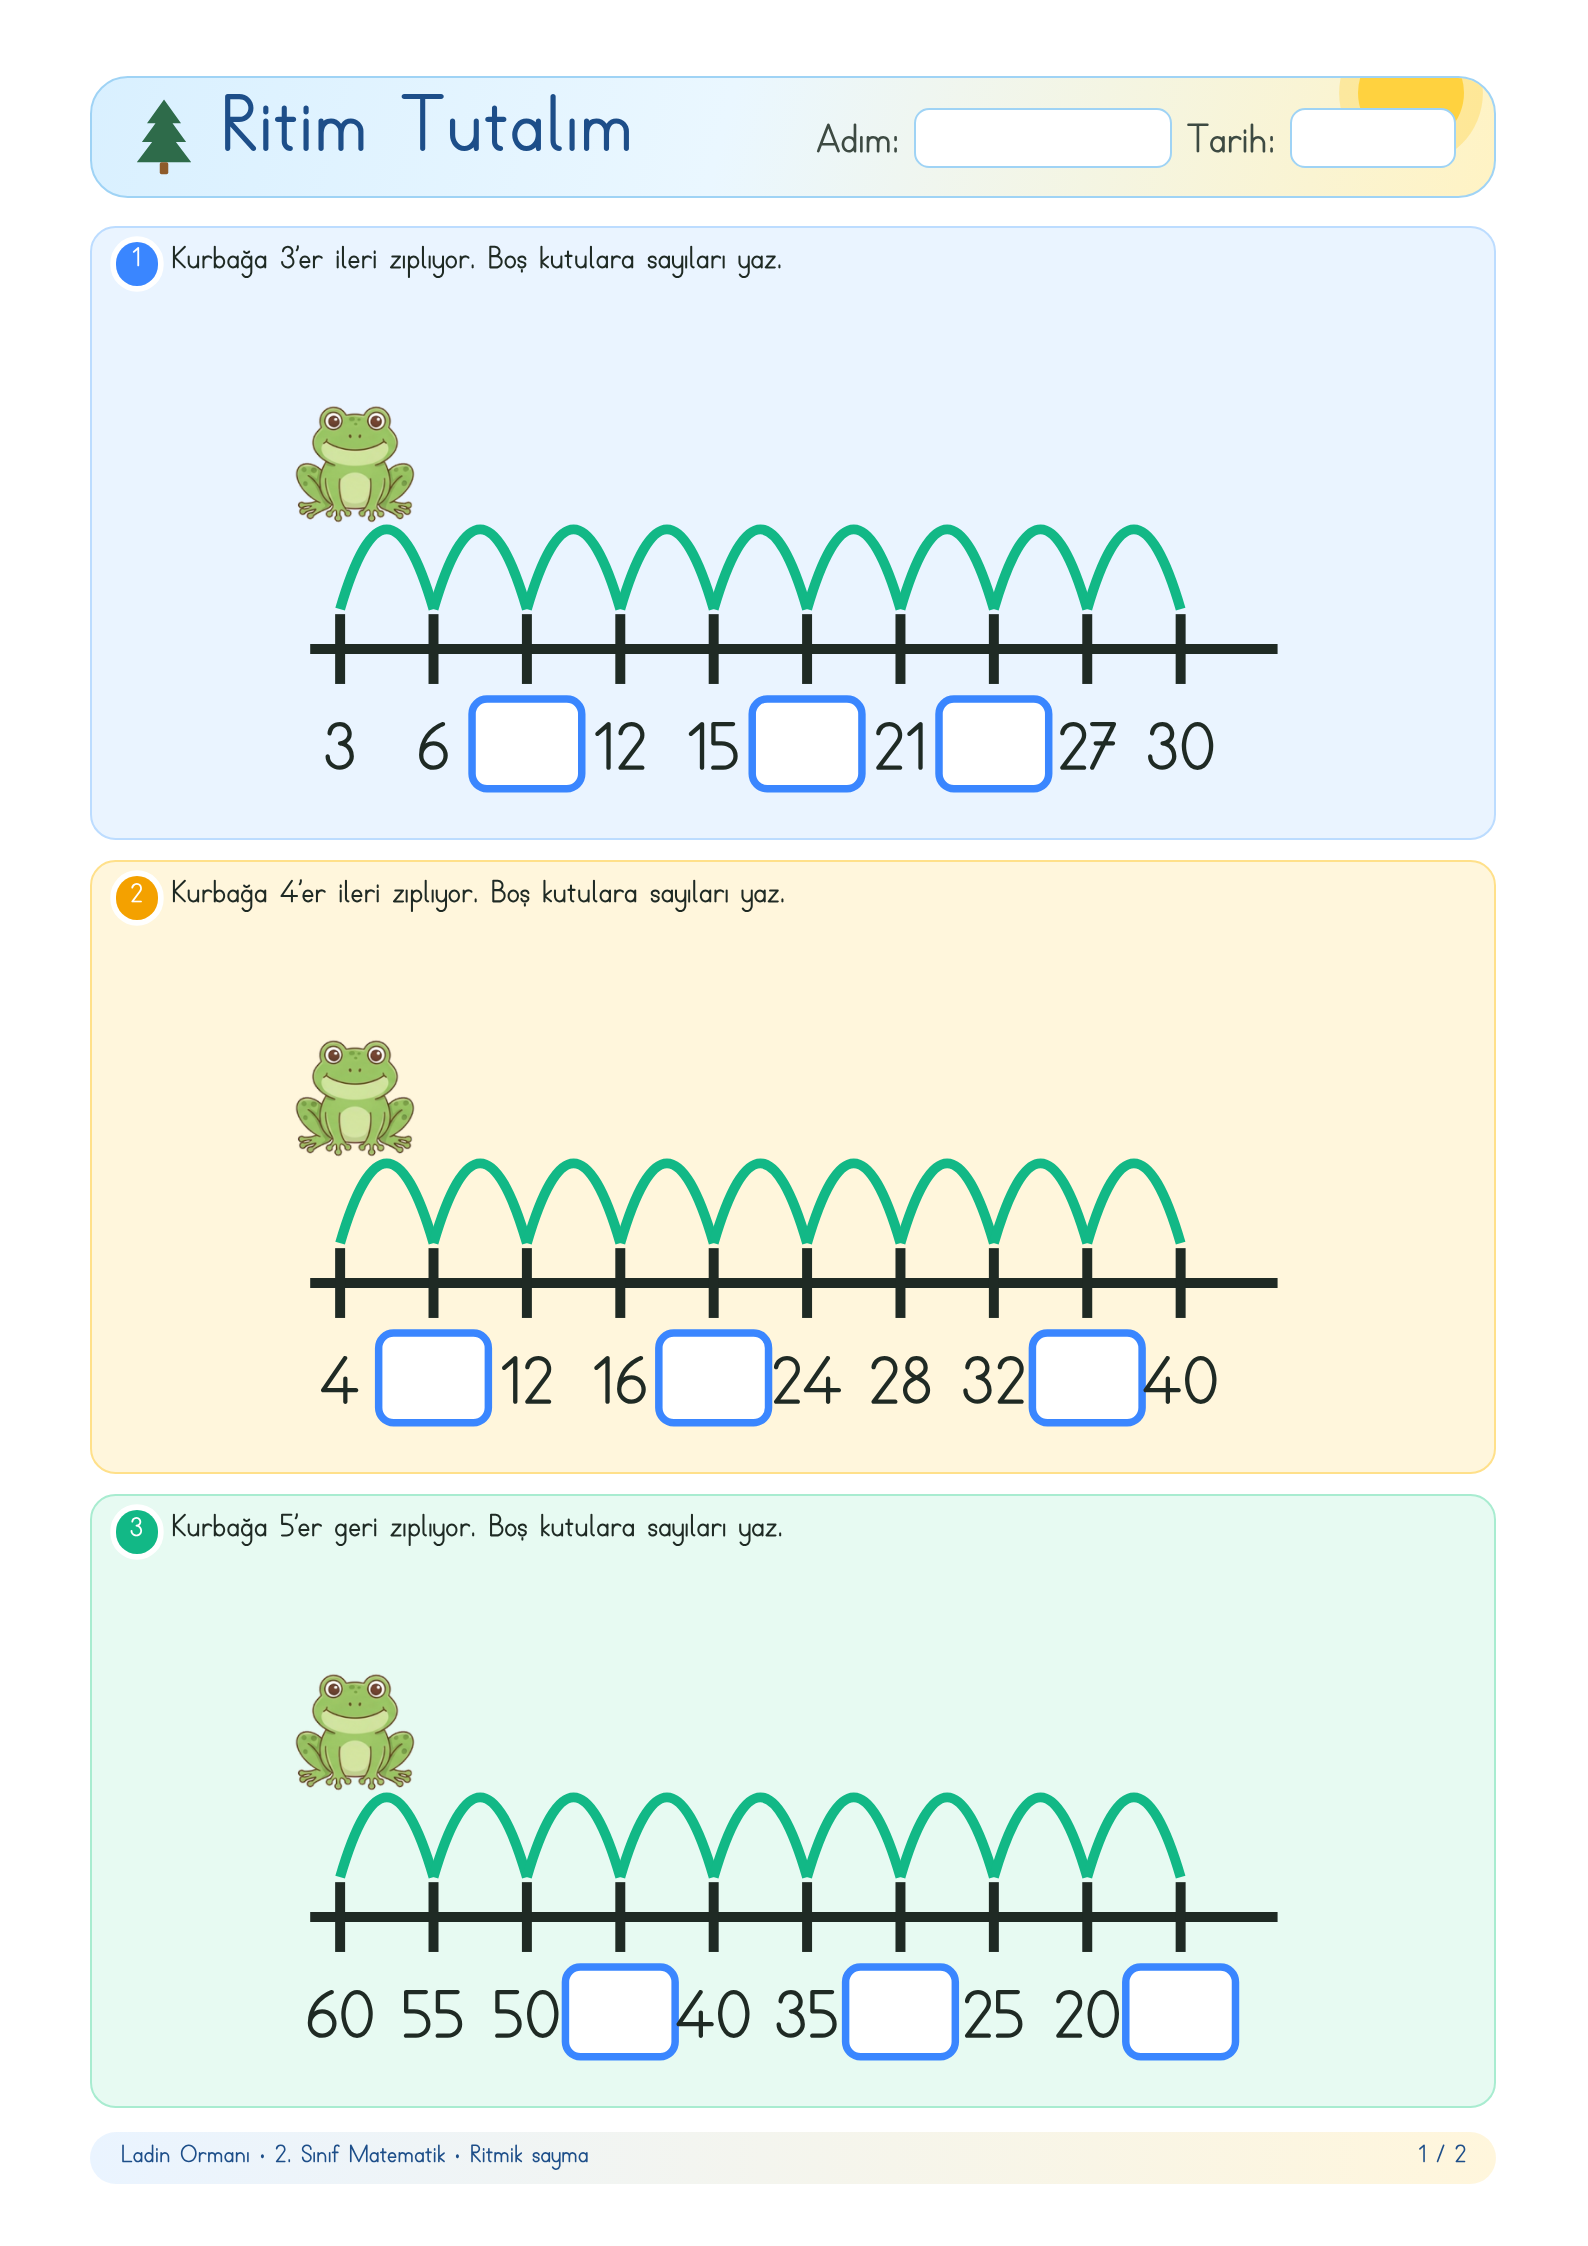 Ritim Tutalım
Adım:
Tarih:
1 Kurbağa 3'er ileri zıplıyor. Boş kutulara sayıları yaz.
3 6 12 15 21 27 30
2 Kurbağa 4'er ileri zıplıyor. Boş kutulara sayıları yaz.
4 12 16 24 28 32 40
3 Kurbağa 5'er geri zıplıyor. Boş kutulara sayıları yaz.
60 55 50 40 35 25 20
Ladin Ormanı • 2. Sınıf Matematik • Ritmik sayma
1 / 2